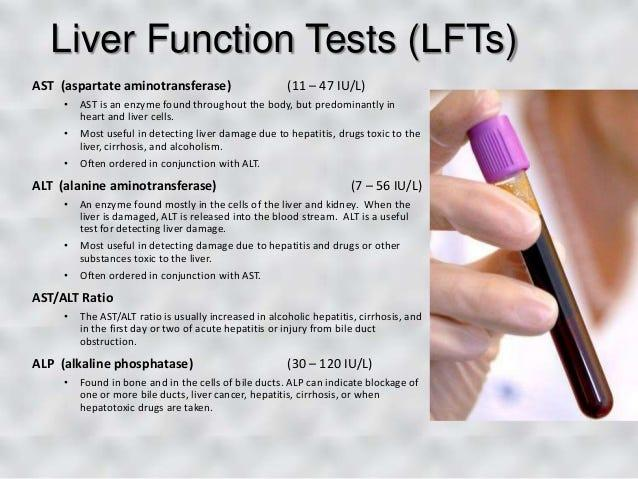 Liver Function Tests (LFTs)
AST (aspartate aminotransferase) (11 – 47 IU/L)
• AST is an enzyme found throughout the body, but predominantly in
heart and liver cells.
• Most useful in detecting liver damage due to hepatitis, drugs toxic to the
liver, cirrhosis, and alcoholism.
• Often ordered in conjunction with ALT.
ALT (alanine aminotransferase) (7 – 56 IU/L)
• An enzyme found mostly in the cells of the liver and kidney. When the
liver is damaged, ALT is released into the blood stream. ALT is a useful
test for detecting liver damage.
• Most useful in detecting damage due to hepatitis and drugs or other
substances toxic to the liver.
• Often ordered in conjunction with AST.
AST/ALT Ratio
• The AST/ALT ratio is usually increased in alcoholic hepatitis, cirrhosis, and
in the first day or two of acute hepatitis or injury from bile duct
obstruction.
ALP (alkaline phosphatase) (30 – 120 IU/L)
• Found in bone and in the cells of bile ducts. ALP can indicate blockage of
one or more bile ducts, liver cancer, hepatitis, cirrhosis, or when
hepatotoxic drugs are taken.